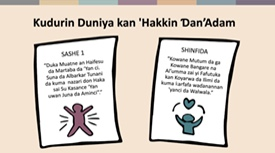 Kudurin Duniya kan 'Hakkin Ɗan'Adam
SASHE 1
"Duka Muatne an Haifesu
da Martaba da 'Yan ci.
Suna da Albarkar Tunani
da kuma nazari don Haka
sai Su Kasance 'Yan
uwan Juna da Aminci"."
SHINFIDA
"Kowane Mutum da ga
Kowane Bangare na
Al'umma zai yi Fafutuka
kan Koyarwa da Ilimi da
kuma Tarfafa wadannan
'yanci da Walwala."